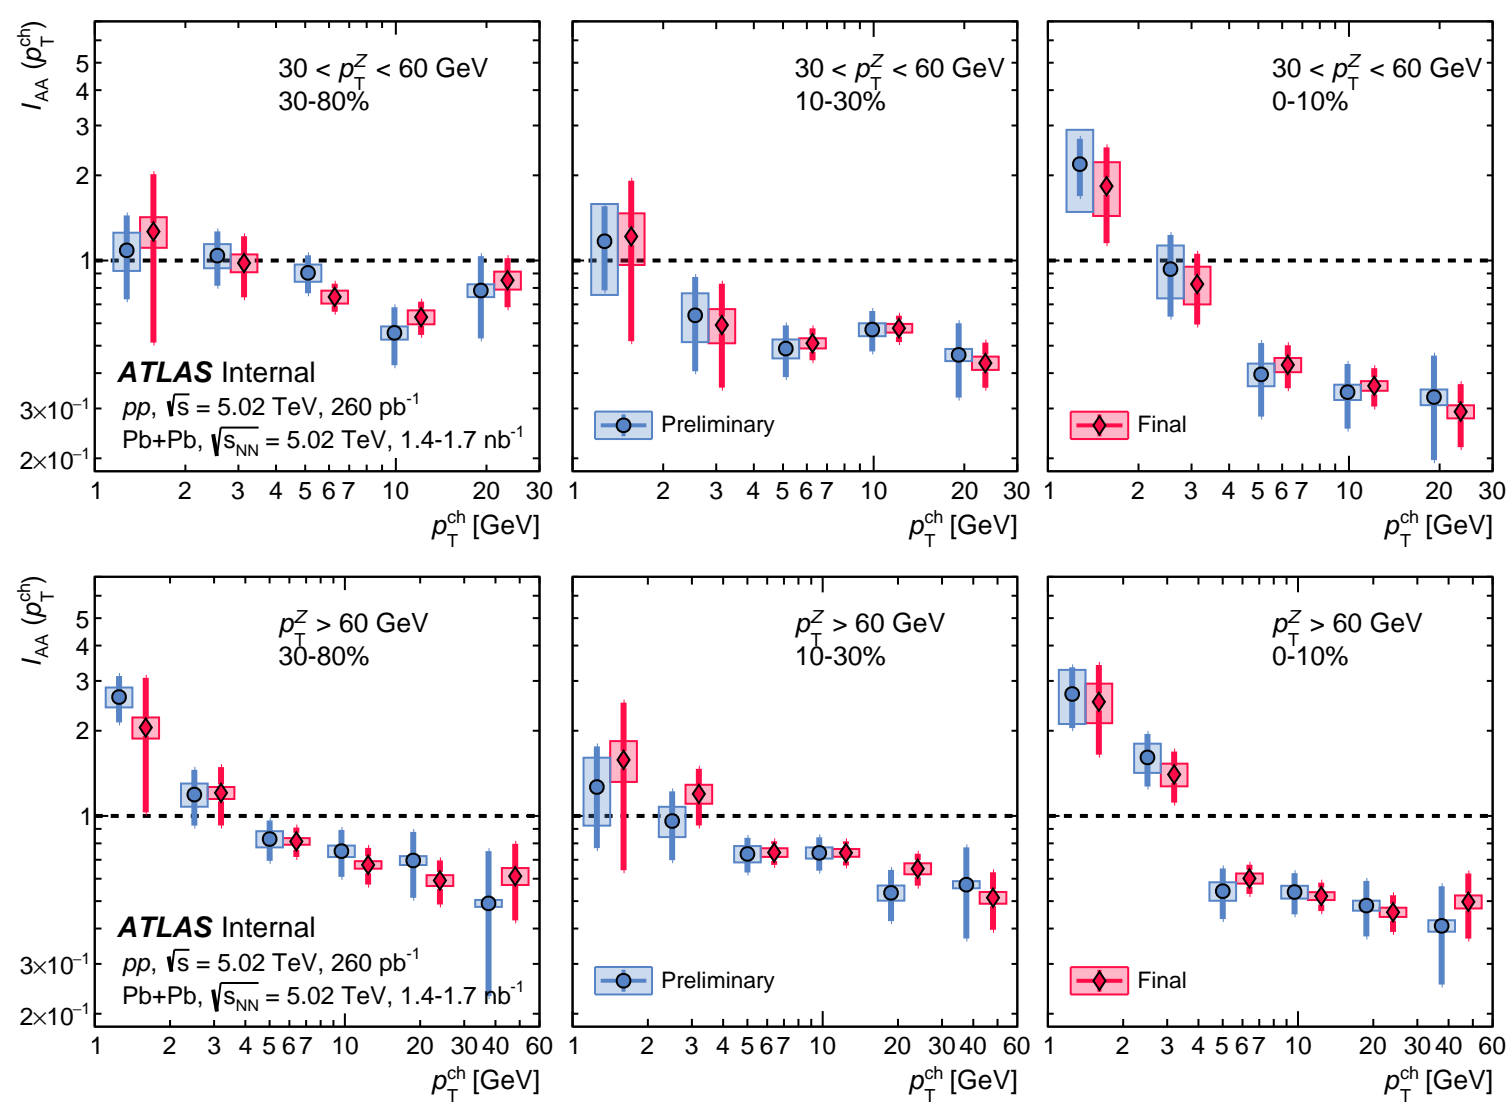 I_AA (p_T^ch)
5
4
3
2
1
3×10⁻¹
2×10⁻¹
30 < p_T^Z < 60 GeV
30-80%
ATLAS Internal
pp, √s = 5.02 TeV, 260 pb⁻¹
Pb+Pb, √s_NN = 5.02 TeV, 1.4-1.7 nb⁻¹
1 2 3 4 5 6 7 10 20 30
p_T^ch [GeV]
30 < p_T^Z < 60 GeV
10-30%
Preliminary
1 2 3 4 5 6 7 10 20 30
p_T^ch [GeV]
30 < p_T^Z < 60 GeV
0-10%
Final
1 2 3 4 5 6 7 10 20 30
p_T^ch [GeV]
I_AA (p_T^ch)
5
4
3
2
1
3×10⁻¹
2×10⁻¹
p_T^Z > 60 GeV
30-80%
ATLAS Internal
pp, √s = 5.02 TeV, 260 pb⁻¹
Pb+Pb, √s_NN = 5.02 TeV, 1.4-1.7 nb⁻¹
1 2 3 4 5 6 7 10 20 30 40 60
p_T^ch [GeV]
p_T^Z > 60 GeV
10-30%
Preliminary
1 2 3 4 5 6 7 10 20 30 40 60
p_T^ch [GeV]
p_T^Z > 60 GeV
0-10%
Final
1 2 3 4 5 6 7 10 20 30 40 60
p_T^ch [GeV]